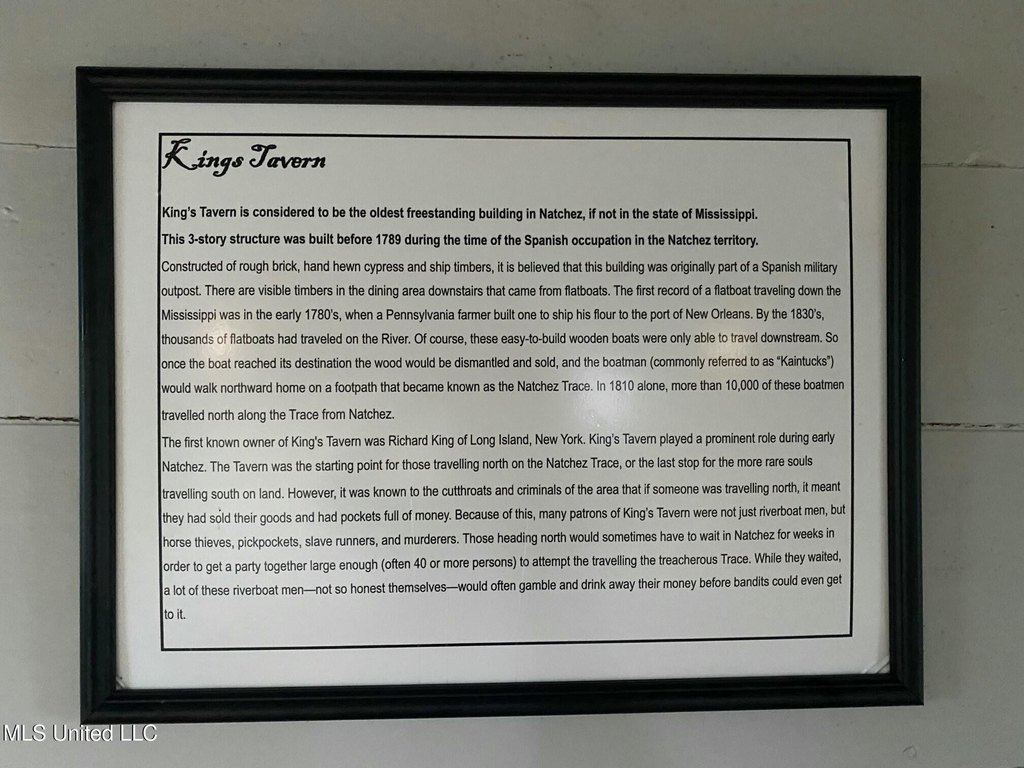 Kings Tavern
King's Tavern is considered to be the oldest freestanding building in Natchez, if not in the state of Mississippi.
This 3-story structure was built before 1789 during the time of the Spanish occupation in the Natchez territory.
Constructed of rough brick, hand hewn cypress and ship timbers, it is believed that this building was originally part of a Spanish military
outpost. There are visible timbers in the dining area downstairs that came from flatboats. The first record of a flatboat traveling down the
Mississippi was in the early 1780's, when a Pennsylvania farmer built one to ship his flour to the port of New Orleans. By the 1830's,
thousands of flatboats had traveled on the River. Of course, these easy-to-build wooden boats were only able to travel downstream. So
once the boat reached its destination the wood would be dismantled and sold, and the boatman (commonly referred to as “Kaintucks”)
would walk northward home on a footpath that became known as the Natchez Trace. In 1810 alone, more than 10,000 of these boatmen
travelled north along the Trace from Natchez.
The first known owner of King's Tavern was Richard King of Long Island, New York. King's Tavern played a prominent role during early
Natchez. The Tavern was the starting point for those travelling north on the Natchez Trace, or the last stop for the more rare souls
travelling south on land. However, it was known to the cutthroats and criminals of the area that if someone was travelling north, it meant
they had sold their goods and had pockets full of money. Because of this, many patrons of King's Tavern were not just riverboat men, but
horse thieves, pickpockets, slave runners, and murderers. Those heading north would sometimes have to wait in Natchez for weeks in
order to get a party together large enough (often 40 or more persons) to attempt the travelling the treacherous Trace. While they waited,
a lot of these riverboat men—not so honest themselves—would often gamble and drink away their money before bandits could even get
to it.
MLS United LLC